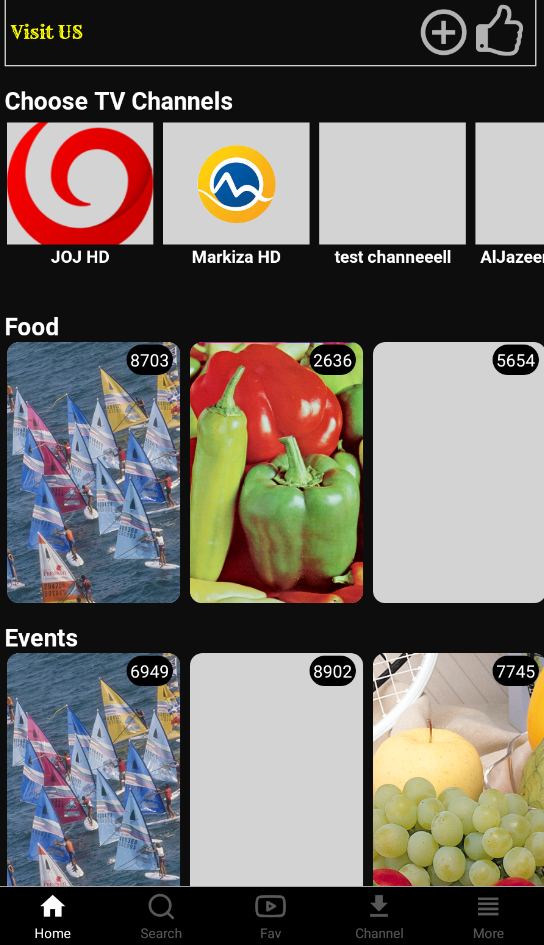 Visit US
Choose TV Channels
JOJ HD
Markiza HD
test channeeell
AlJazeer
Food
8703
2636
5654
Events
6949
8902
7745
Home
Search
Fav
Channel
More